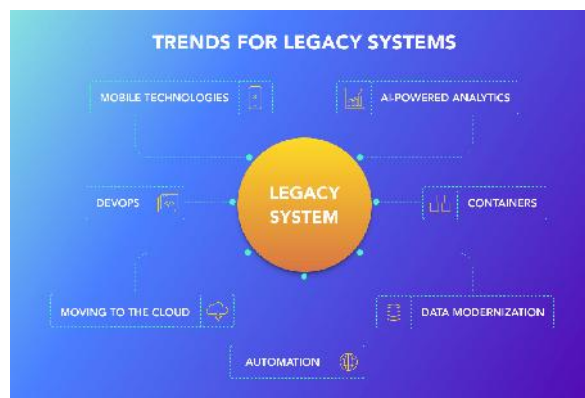 TRENDS FOR LEGACY SYSTEMS
MOBILE TECHNOLOGIES
AI-POWERED ANALYTICS
LEGACY
SYSTEM
DEVOPS
CONTAINERS
MOVING TO THE CLOUD
DATA MODERNIZATION
AUTOMATION